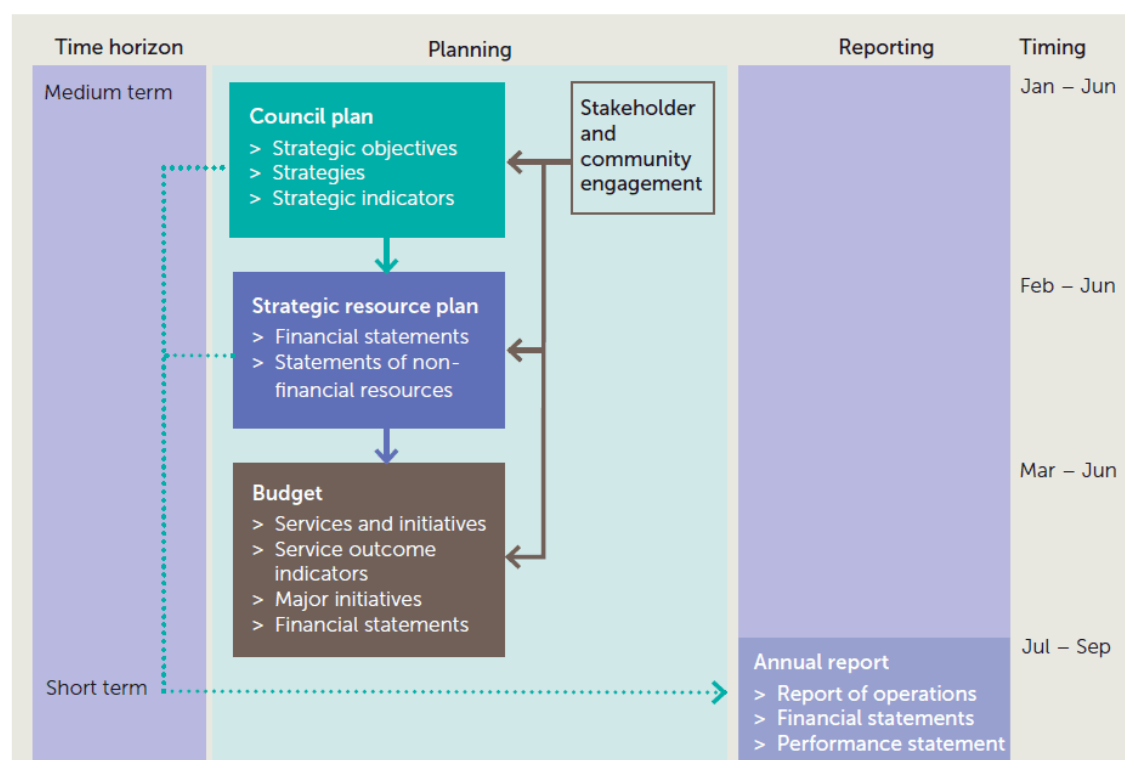 Time horizon
Planning
Reporting
Timing
Medium term
Council plan
> Strategic objectives
> Strategies
> Strategic indicators
Stakeholder
and
community
engagement
Jan – Jun
Strategic resource plan
> Financial statements
> Statements of non-
financial resources
Feb – Jun
Budget
> Services and initiatives
> Service outcome
indicators
> Major initiatives
> Financial statements
Mar – Jun
Short term
Annual report
> Report of operations
> Financial statements
> Performance statement
Jul – Sep